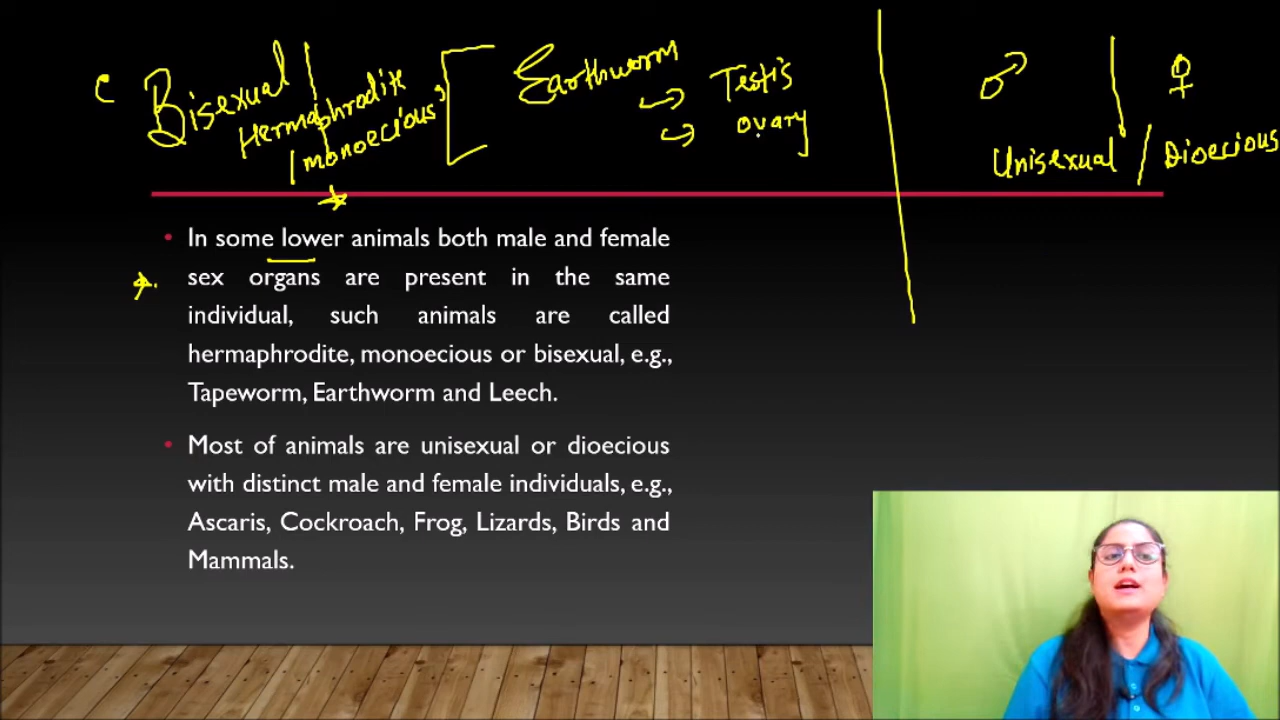 Bisexual
Hermaphrodite
/monoecious
Earthworm
Testis
ovary
♂ | ♀
Unisexual / Dioecious
• In some lower animals both male and female
sex organs are present in the same
individual, such animals are called
hermaphrodite, monoecious or bisexual, e.g.,
Tapeworm, Earthworm and Leech.
• Most of animals are unisexual or dioecious
with distinct male and female individuals, e.g.,
Ascaris, Cockroach, Frog, Lizards, Birds and
Mammals.